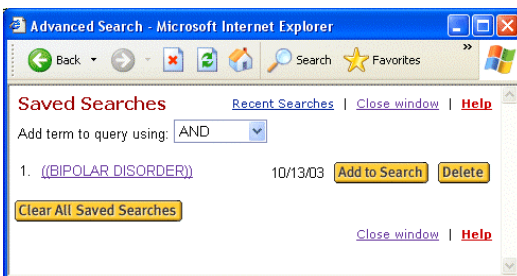 Advanced Search - Microsoft Internet Explorer
Back Search Favorites »
Saved Searches Recent Searches | Close window | Help
Add term to query using: AND
1. ((BIPOLAR DISORDER)) 10/13/03 Add to Search Delete
Clear All Saved Searches
Close window | Help